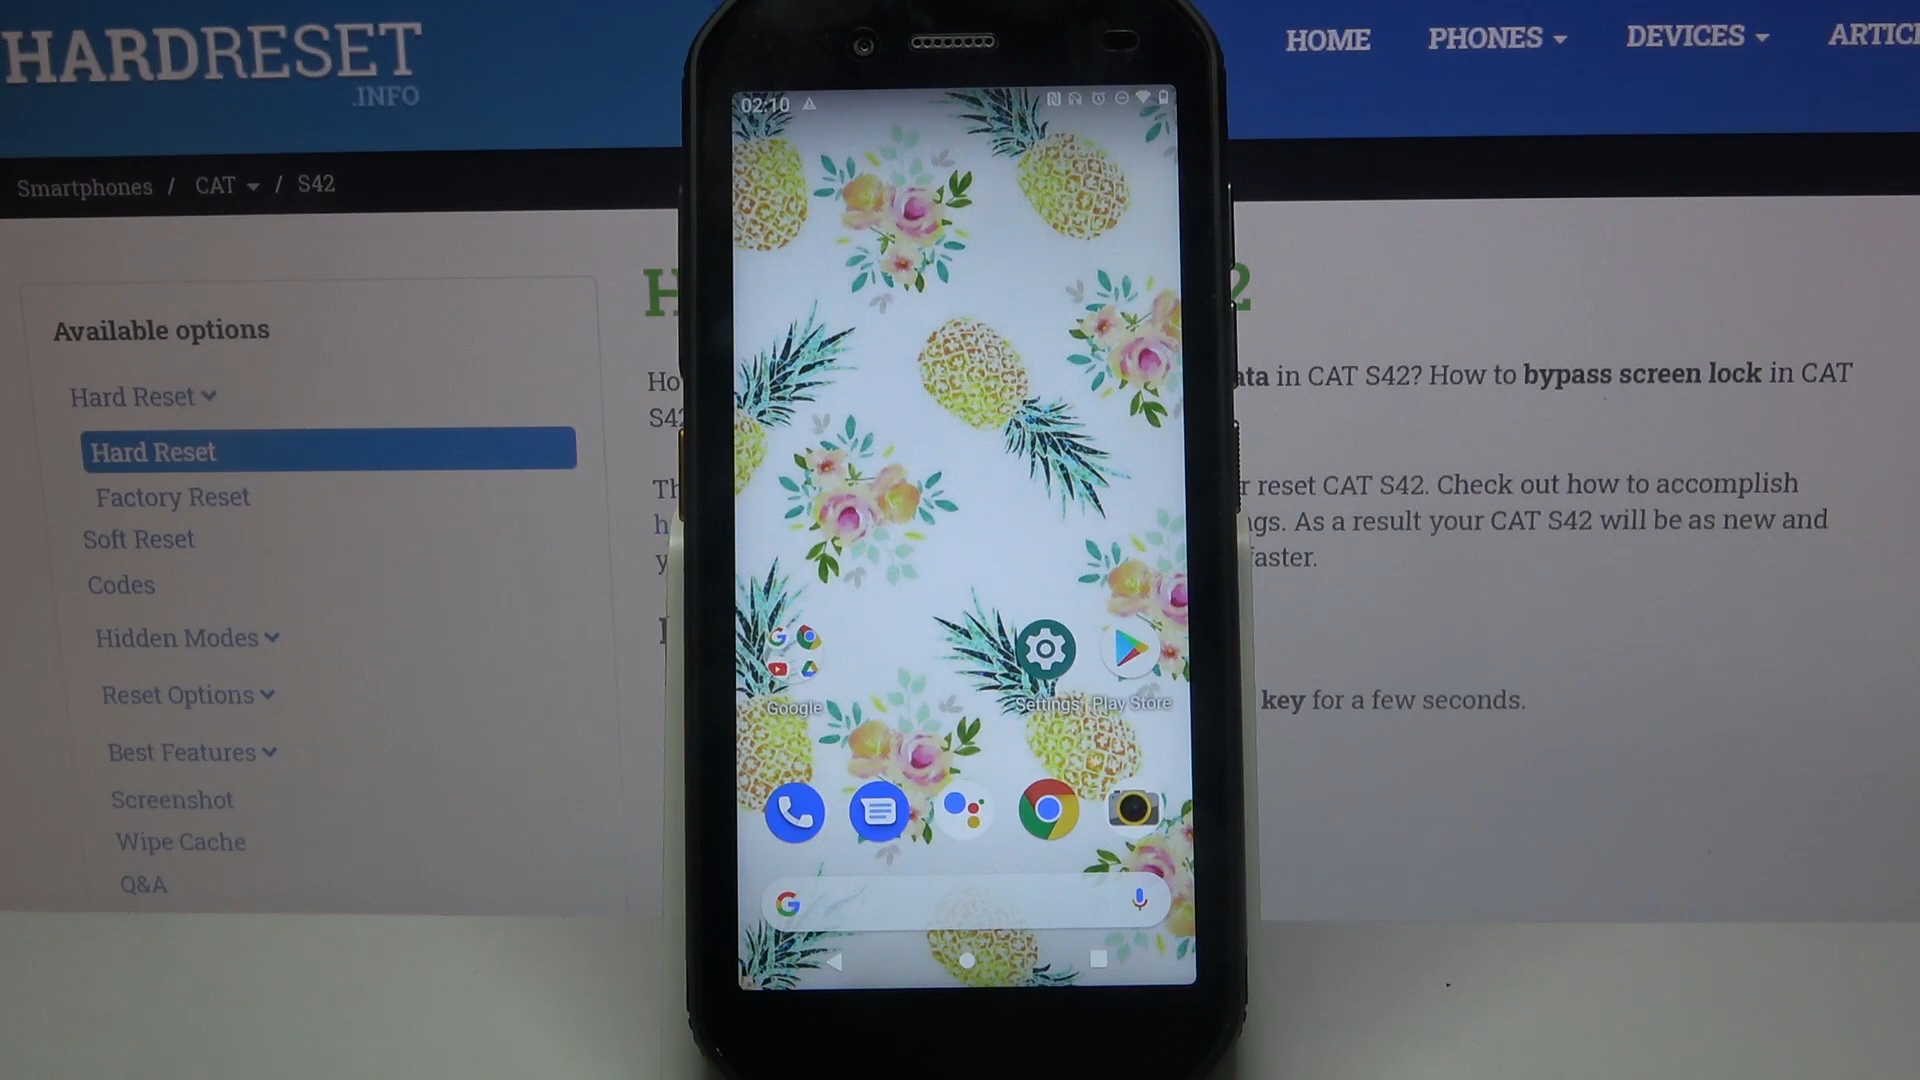 HARDRESET
.INFO
HOME PHONES DEVICES
Smartphones / CAT / S42
Available options
Hard Reset
Hard Reset
Factory Reset
Soft Reset
Codes
Hidden Modes
Reset Options
Best Features
Screenshot
Wipe Cache
Q&A
in CAT S42? How to bypass screen lock in CAT
reset CAT S42. Check out how to accomplish
As a result your CAT S42 will be as new and
key for a few seconds.
02:10
Google Settings Play Store